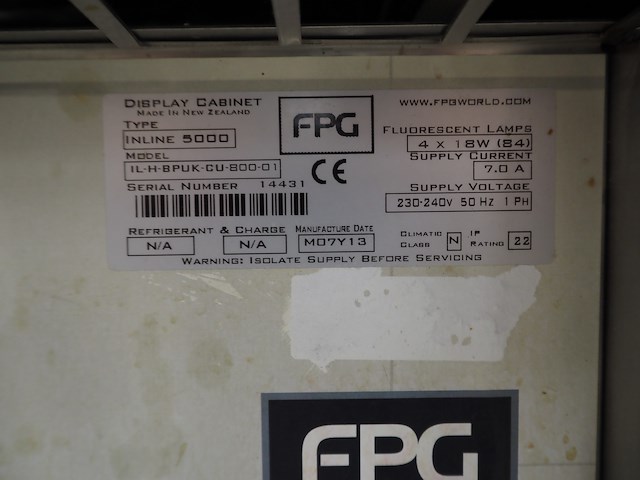 DISPLAY CABINET
MADE IN NEW ZEALAND
TYPE
INLINE 5000
MODEL
IL-H-BPUK-CU-800-01
SERIAL NUMBER 14431
FPG
CE
WWW.FPGWORLD.COM
FLUORESCENT LAMPS
4 X 18W (84)
SUPPLY CURRENT
7.0 A
SUPPLY VOLTAGE
230-240V 50 HZ 1 PH
REFRIGERANT & CHARGE
N/A N/A
MANUFACTURE DATE
M07Y13
CLIMATIC CLASS N
IP RATING 22
WARNING: ISOLATE SUPPLY BEFORE SERVICING
FPG